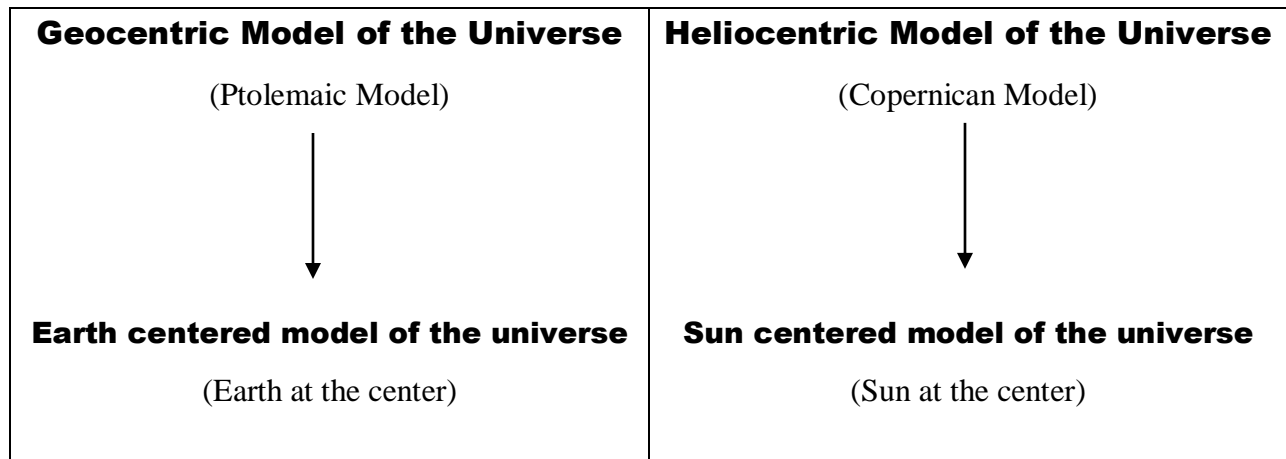 Geocentric Model of the Universe
(Ptolemaic Model)
Earth centered model of the universe
(Earth at the center)
Heliocentric Model of the Universe
(Copernican Model)
Sun centered model of the universe
(Sun at the center)